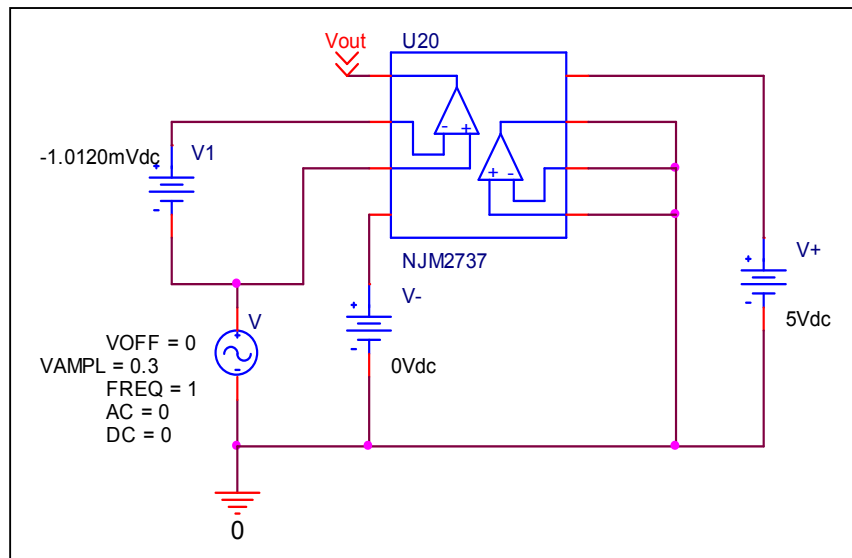 Vout
U20
-1.0120mVdc
V1
+
-
- +
+ -
NJM2737
V-
+
-
0Vdc
V+
+
-
5Vdc
V
+
-
VOFF = 0
VAMPL = 0.3
FREQ = 1
AC = 0
DC = 0
0